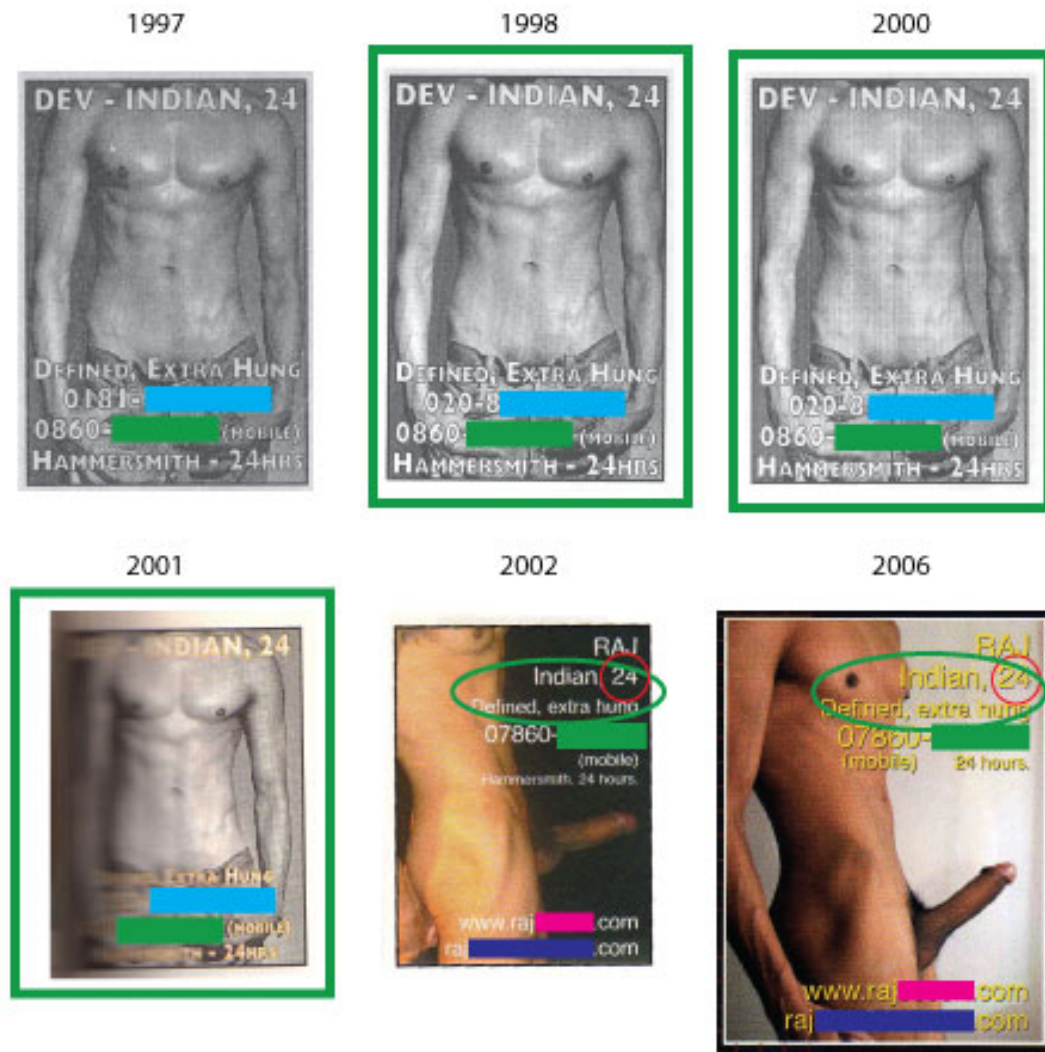 1997
1998
2000
DEV - INDIAN, 24
DEFINED, EXTRA HUNG
0181-
0860- (MOBILE)
HAMMERSMITH - 24HRS
DEV - INDIAN, 24
DEFINED, EXTRA HUNG
020-8
0860- (MOBILE)
HAMMERSMITH - 24HRS
DEV - INDIAN, 24
DEFINED, EXTRA HUNG
020-8
0860- (MOBILE)
HAMMERSMITH - 24HRS
2001
2002
2006
DEV - INDIAN, 24
EXTRA HUNG
(MOBILE)
- 24HRS
RAJ
Indian, 24
Defined, extra hung
07860-
(mobile)
Hammersmith, 24 hours.
www.raj .com
raj .com
RAJ
Indian, 24
Defined, extra hung
07860-
(mobile) 24 hours.
www.raj .com
raj .com